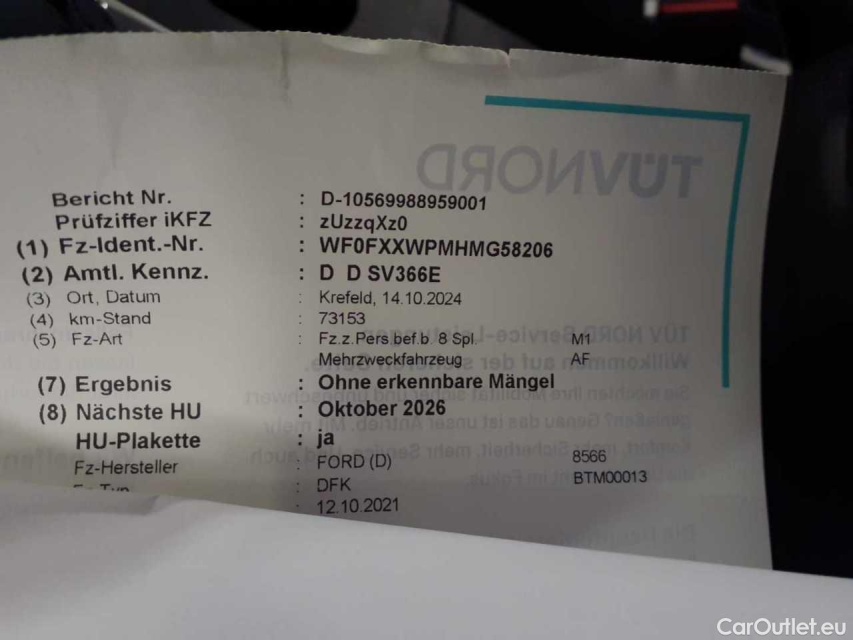 TÜVNORD
Bericht Nr. : D-10569988959001
Prüfziffer iKFZ : zUzzqXz0
(1) Fz-Ident.-Nr. : WF0FXXWPMHMG58206
(2) Amtl. Kennz. : D D SV366E
(3) Ort, Datum : Krefeld, 14.10.2024
(4) km-Stand : 73153
(5) Fz-Art : Fz.z.Pers.bef.b. 8 Spl. M1
Mehrzweckfahrzeug AF
(7) Ergebnis : Ohne erkennbare Mängel
(8) Nächste HU : Oktober 2026
HU-Plakette : ja
Fz-Hersteller : FORD (D) 8566
: DFK BTM00013
: 12.10.2021
CarOutlet.eu